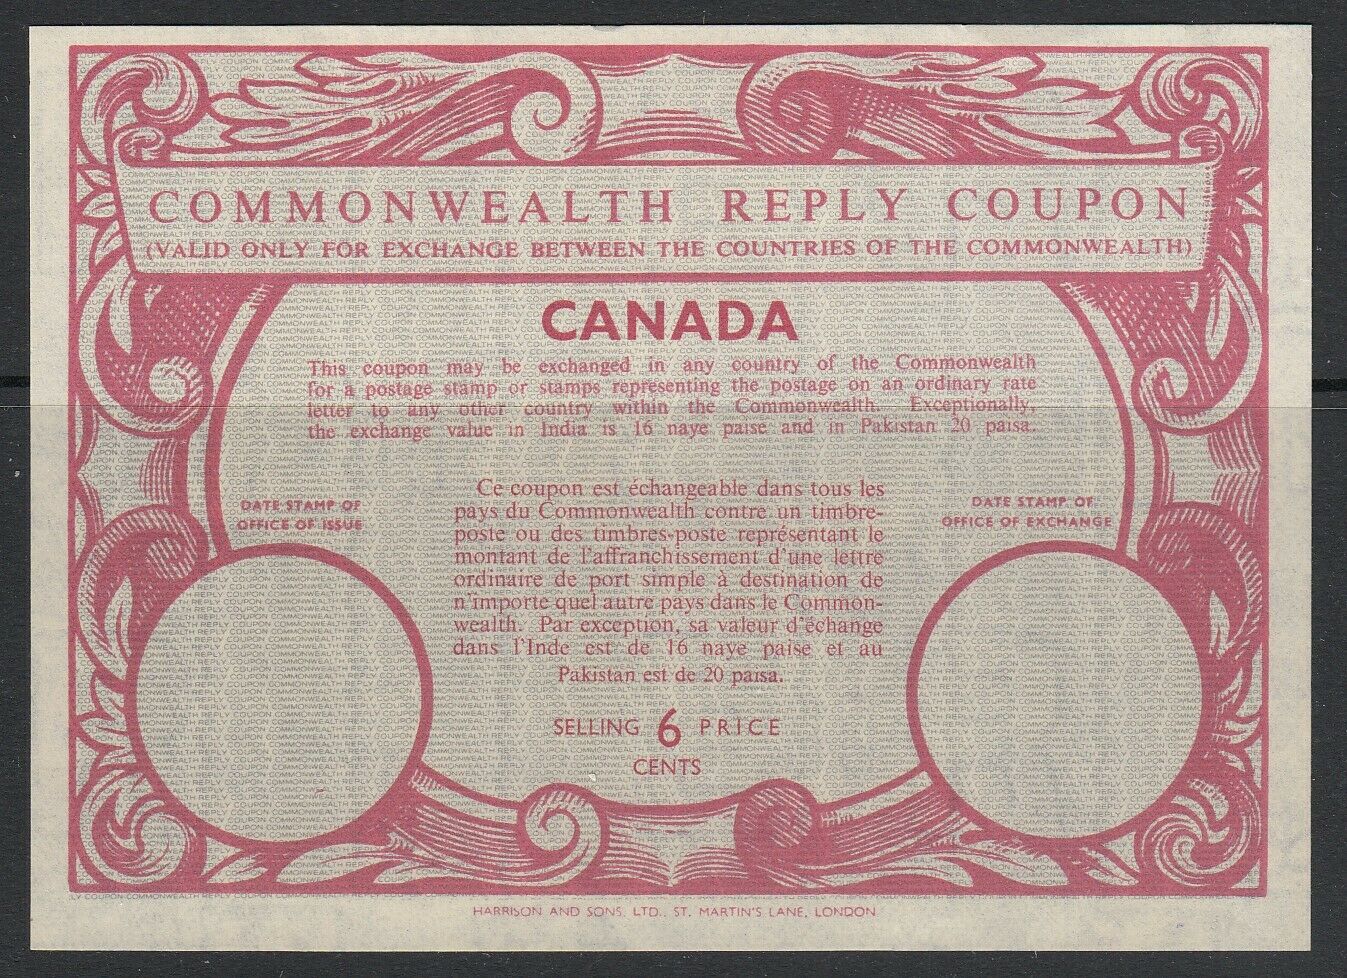 COMMONWEALTH REPLY COUPON
(VALID ONLY FOR EXCHANGE BETWEEN THE COUNTRIES OF THE COMMONWEALTH)
CANADA
This coupon may be exchanged in any country of the Commonwealth
for a postage stamp or stamps representing the postage on an ordinary rate
letter to any other country within the Commonwealth. Exceptionally,
the exchange value in India is 16 naye paise and in Pakistan 20 paisa.
DATE STAMP OF
OFFICE OF ISSUE
Ce coupon est échangeable dans tous les
pays du Commonwealth contre un timbre-
poste ou des timbres-poste représentant le
montant de l'affranchissement d'une lettre
ordinaire de port simple à destination de
n'importe quel autre pays dans le Common-
wealth. Par exception, sa valeur d'échange
dans l'Inde est de 16 naye paise et au
Pakistan est de 20 paisa.
DATE STAMP OF
OFFICE OF EXCHANGE
SELLING 6 PRICE
CENTS
HARRISON AND SONS, LTD., ST. MARTIN'S LANE, LONDON